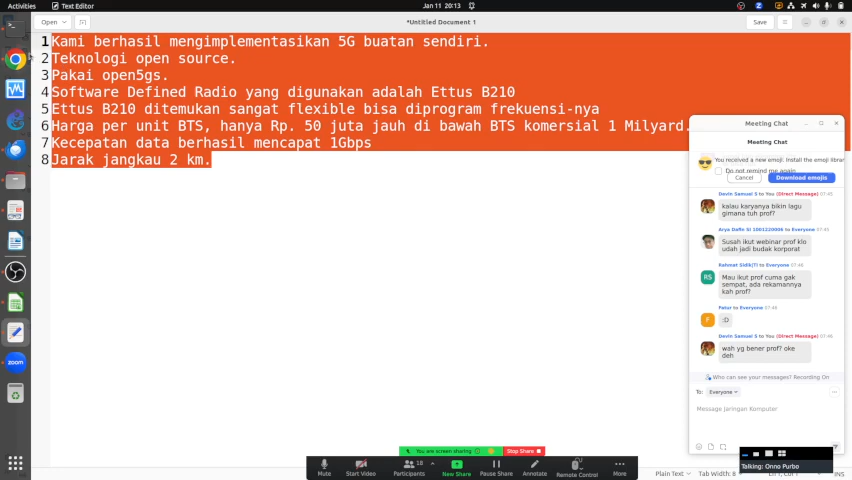 Activities
Text Editor
Jan 11 20:13
Open
*Untitled Document 1
Save
1 Kami berhasil mengimplementasikan 5G buatan sendiri.
2 Teknologi open source.
3 Pakai open5gs.
4 Software Defined Radio yang digunakan adalah Ettus B210
5 Ettus B210 ditemukan sangat flexible bisa diprogram frekuensi-nya
6 Harga per unit BTS, hanya Rp. 50 juta jauh di bawah BTS komersial 1 Milyard.
7 Kecepatan data berhasil mencapat 1Gbps
8 Jarak jangkau 2 km.
Meeting Chat
Meeting Chat
You received a new emoji. Install the emoji librar
Do not remind me again
Cancel
Download emojis
Devin Samuel S to You (Direct Message) 07:45
kalau karyanya bikin lagu
gimana tuh prof?
to Everyone 07:45
Susah ikut webinar prof klo
udah jadi budak korporat
to Everyone 07:46
RS
Mau ikut prof cuma gak
sempat, ada rekamannya
kah prof?
to Everyone 07:46
F
:D
Devin Samuel S to You (Direct Message) 07:46
wah yg bener prof? oke
deh
Who can see your messages? Recording On
To: Everyone
Message Jaringan Komputer
zoom
You are screen sharing
Stop Share
Mute
Start Video
Participants
18
New Share
Pause Share
Annotate
Remote Control
More
Talking: Onno Purbo
Plain Text
Tab Width: 8
INS